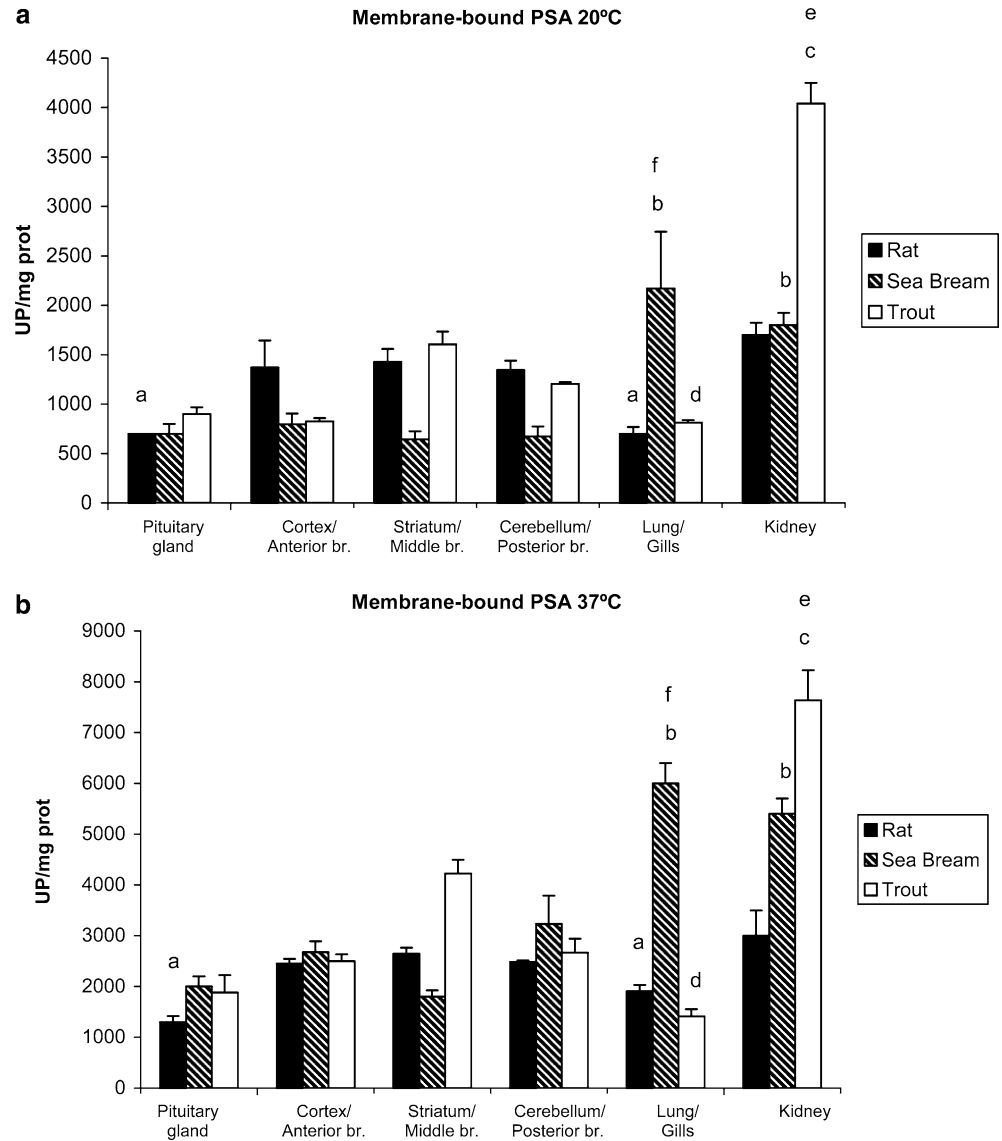 a
Membrane-bound PSA 20ºC
e
c
4500
4000
3500
3000
2500
2000
1500
1000
500
0
UP/mg prot
a
f
b
a
d
b
Rat
Sea Bream
Trout
Pituitary
gland
Cortex/
Anterior br.
Striatum/
Middle br.
Cerebellum/
Posterior br.
Lung/
Gills
Kidney
b
Membrane-bound PSA 37ºC
e
c
9000
8000
7000
6000
5000
4000
3000
2000
1000
0
UP/mg prot
a
f
b
a
d
b
Rat
Sea Bream
Trout
Pituitary
gland
Cortex/
Anterior br.
Striatum/
Middle br.
Cerebellum/
Posterior br.
Lung/
Gills
Kidney